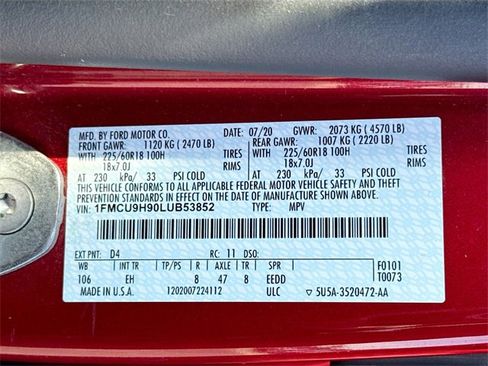 MFD. BY FORD MOTOR CO. 07/20 GVWR: 2073 KG ( 4570 LB)
FRONT GAWR: 1120 KG ( 2470 LB) REAR GAWR: 1007 KG ( 2220 LB)
WITH 225/60R18 100H TIRES WITH 225/60R18 100H TIRES
18x7.0J RIMS 18x7.0J RIMS
AT 230 kPa/ 33 PSI COLD AT 230 kPa/ 33 PSI COLD
THIS VEHICLE CONFORMS TO ALL APPLICABLE FEDERAL MOTOR VEHICLE SAFETY AND THEFT
PREVENTION STANDARDS IN EFFECT ON THE DATE OF MANUFACTURE SHOWN ABOVE.
VIN: 1FMCU9H90LUB53852 TYPE: MPV
EXT PNT: D4 RC: 11 DSO: F0101
WB INT TR TP/PS R AXLE TR SPR T0073
106 EH 8 47 8 EEDD
MADE IN U.S.A. 1202007224112 ULC 5U5A-3520472-AA